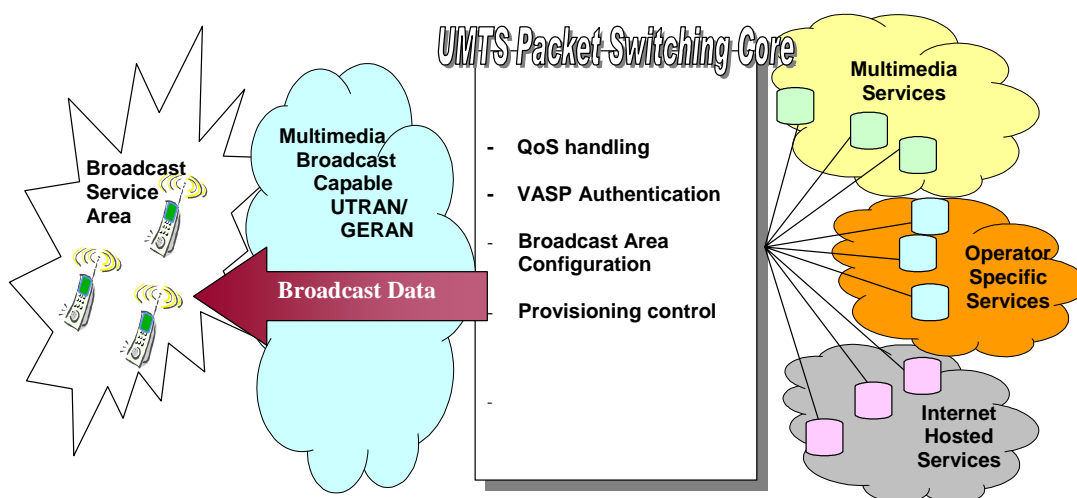 UMTS Packet Switching Core
Broadcast
Service
Area
Multimedia
Broadcast
Capable
UTRAN/
GERAN
Broadcast Data
- QoS handling
- VASP Authentication
- Broadcast Area
Configuration
- Provisioning control
-
Multimedia
Services
Operator
Specific
Services
Internet
Hosted
Services